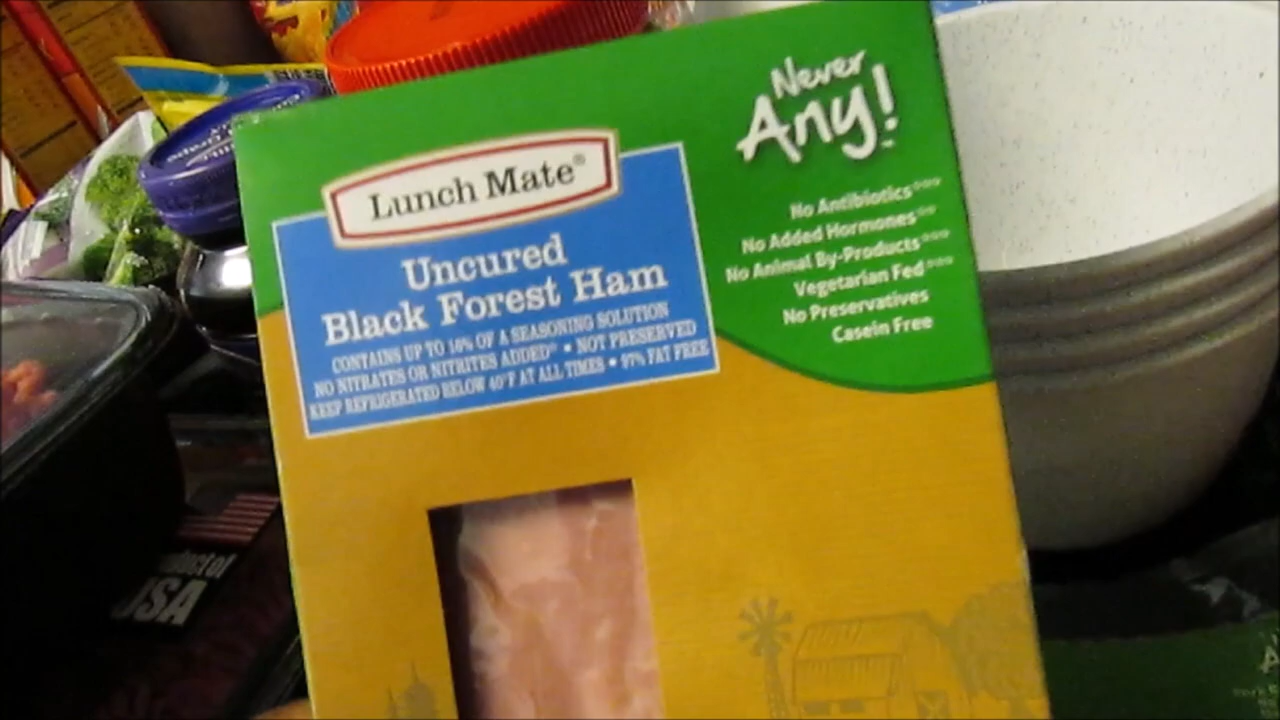 Never
Any!
Lunch Mate®
Uncured
Black Forest Ham
CONTAINS UP TO 18% OF A SEASONING SOLUTION
NO NITRATES OR NITRITES ADDED • NOT PRESERVED
KEEP REFRIGERATED BELOW 40°F AT ALL TIMES • 97% FAT FREE
No Antibiotics°°°
No Added Hormones°°
No Animal By-Products°°°
Vegetarian Fed°°°
No Preservatives
Casein Free
USA